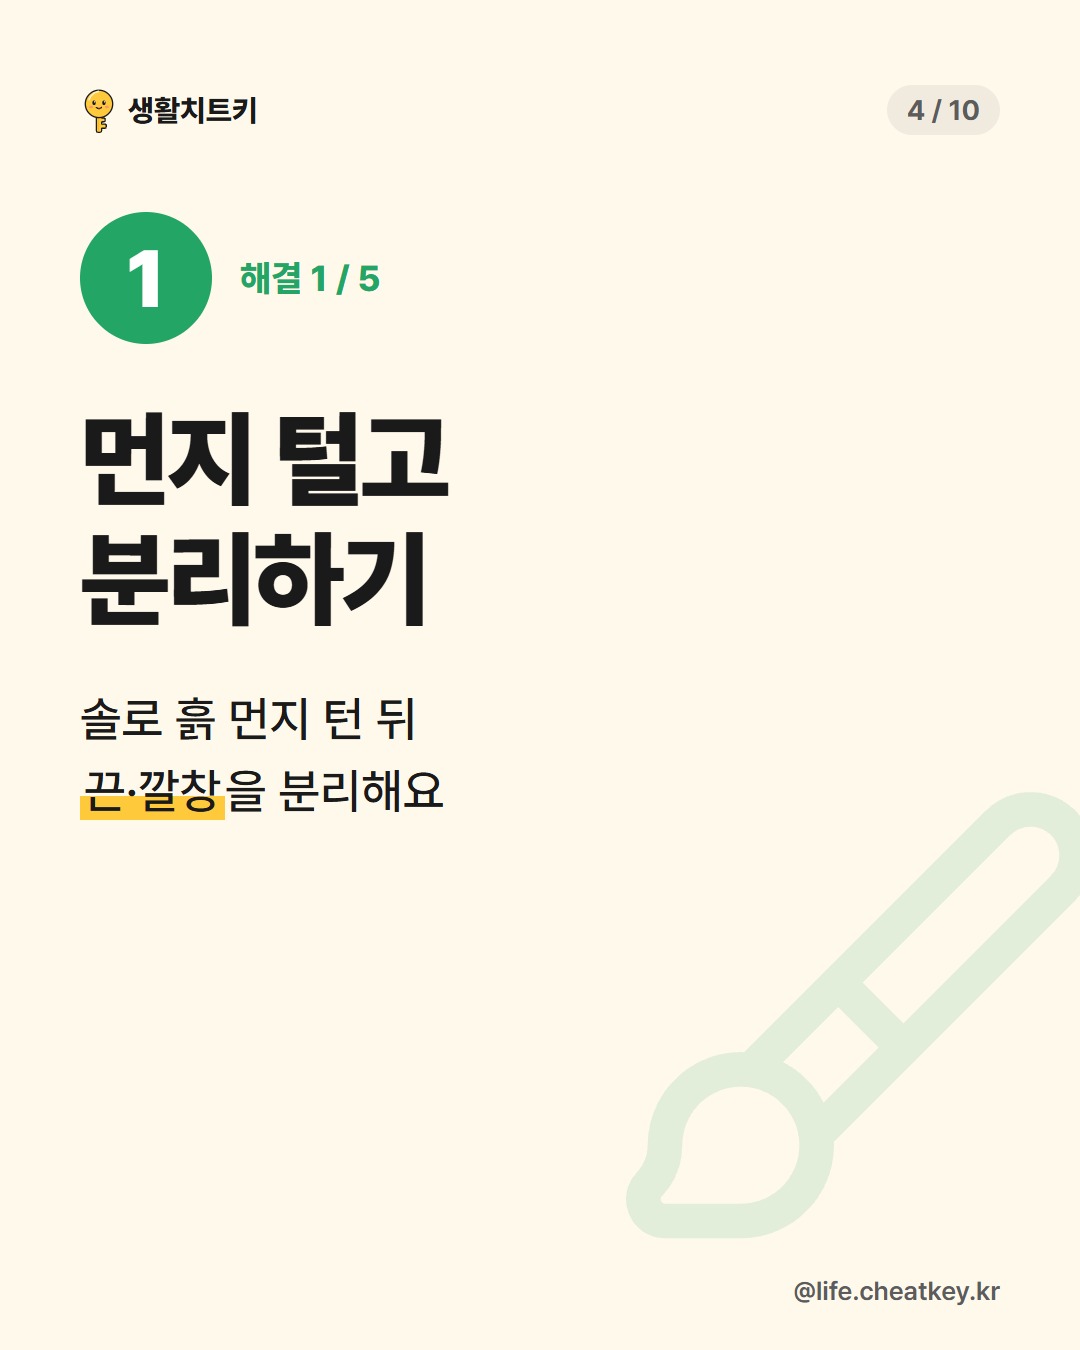 생활치트키
4 / 10
1
해결 1 / 5
먼지 털고
분리하기
솔로 흙 먼지 턴 뒤
끈·깔창을 분리해요
@life.cheatkey.kr